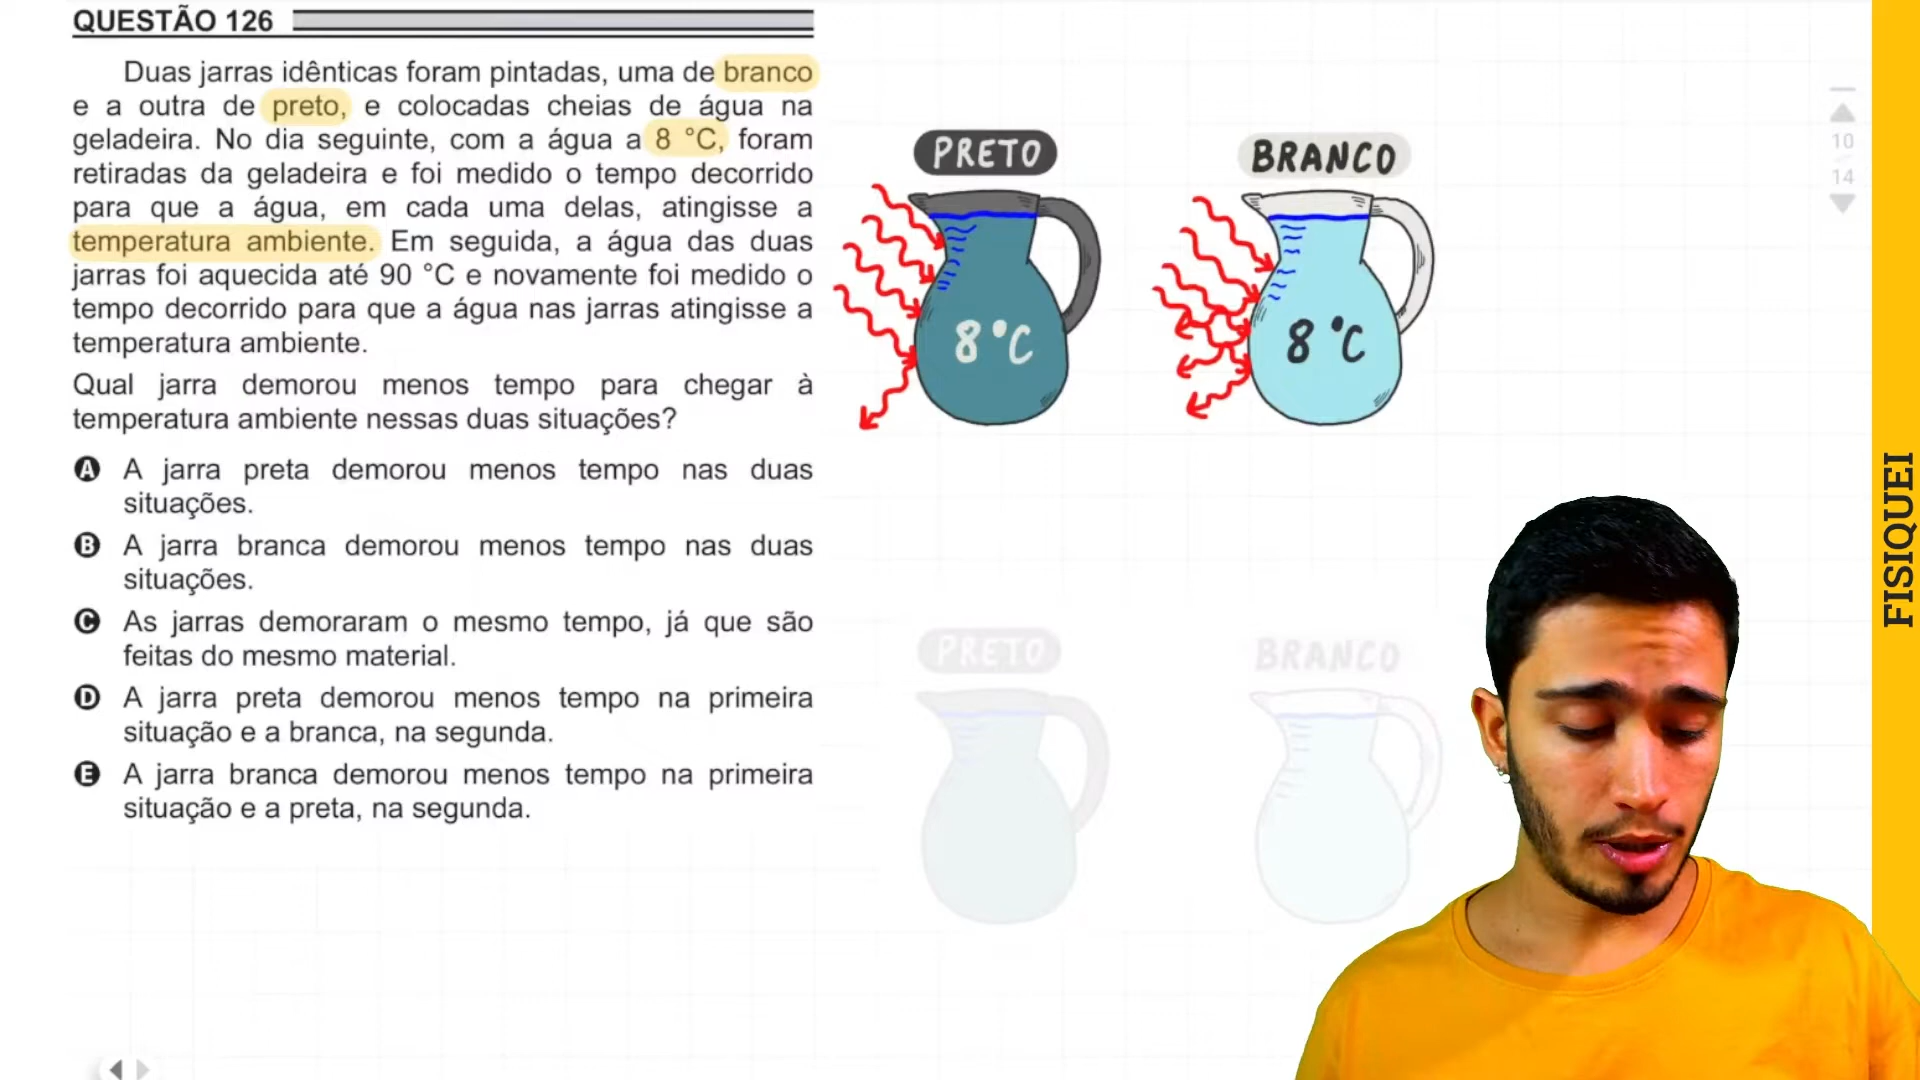 QUESTÃO 126
Duas jarras idênticas foram pintadas, uma de branco
e a outra de preto, e colocadas cheias de água na
geladeira. No dia seguinte, com a água a 8 °C, foram
retiradas da geladeira e foi medido o tempo decorrido
para que a água, em cada uma delas, atingisse a
temperatura ambiente. Em seguida, a água das duas
jarras foi aquecida até 90 °C e novamente foi medido o
tempo decorrido para que a água nas jarras atingisse a
temperatura ambiente.
Qual jarra demorou menos tempo para chegar à
temperatura ambiente nessas duas situações?
A A jarra preta demorou menos tempo nas duas
situações.
B A jarra branca demorou menos tempo nas duas
situações.
C As jarras demoraram o mesmo tempo, já que são
feitas do mesmo material.
D A jarra preta demorou menos tempo na primeira
situação e a branca, na segunda.
E A jarra branca demorou menos tempo na primeira
situação e a preta, na segunda.
PRETO
BRANCO
8 °C
8 °C
PRETO
BRANCO
10
14
FISIQUEI